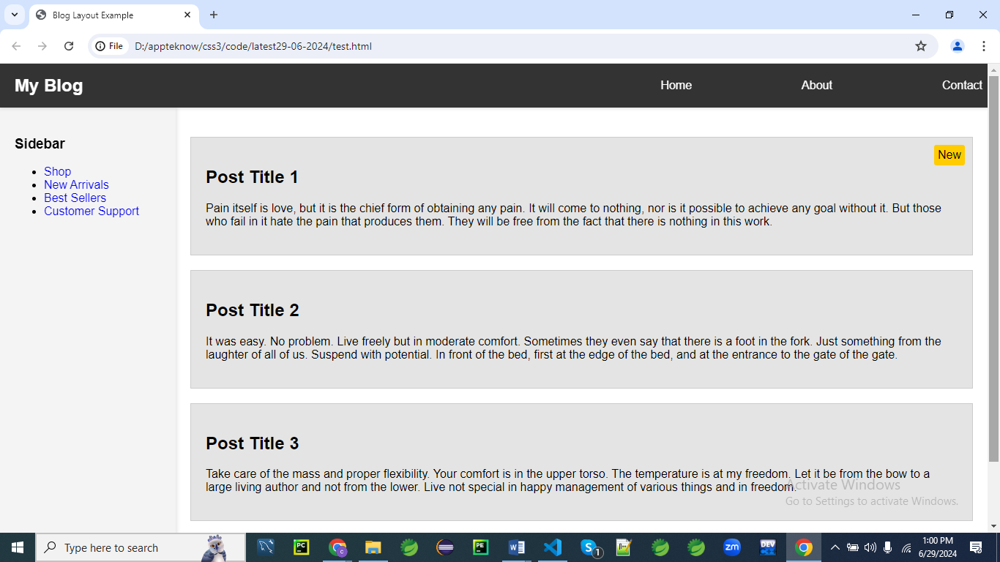 Blog Layout Example
File D:/appteknow/css3/code/latest29-06-2024/test.html
My Blog Home About Contact
Sidebar
Shop
New Arrivals
Best Sellers
Customer Support
New
Post Title 1
Pain itself is love, but it is the chief form of obtaining any pain. It will come to nothing, nor is it possible to achieve any goal without it. But those
who fail in it hate the pain that produces them. They will be free from the fact that there is nothing in this work.
Post Title 2
It was easy. No problem. Live freely but in moderate comfort. Sometimes they even say that there is a foot in the fork. Just something from the
laughter of all of us. Suspend with potential. In front of the bed, first at the edge of the bed, and at the entrance to the gate of the gate.
Post Title 3
Take care of the mass and proper flexibility. Your comfort is in the upper torso. The temperature is at my freedom. Let it be from the bow to a
large living author and not from the lower. Live not special in happy management of various things and in freedom.
Activate Windows
Go to Settings to activate Windows.
Type here to search
PC
C
PE
W
S 1
zm
DEV
1:00 PM
6/29/2024